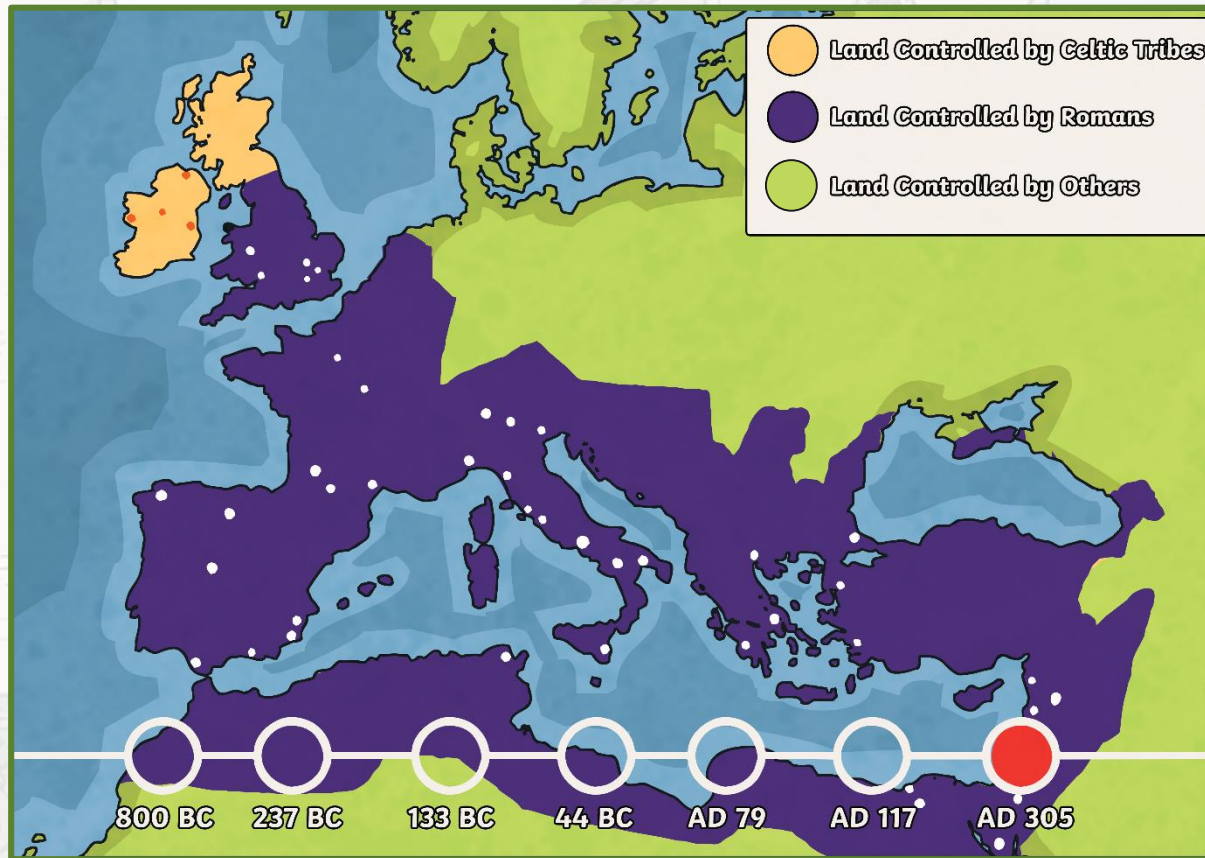 Land Controlled by Celtic Tribes
Land Controlled by Romans
Land Controlled by Others
800 BC
237 BC
133 BC
44 BC
AD 79
AD 117
AD 305